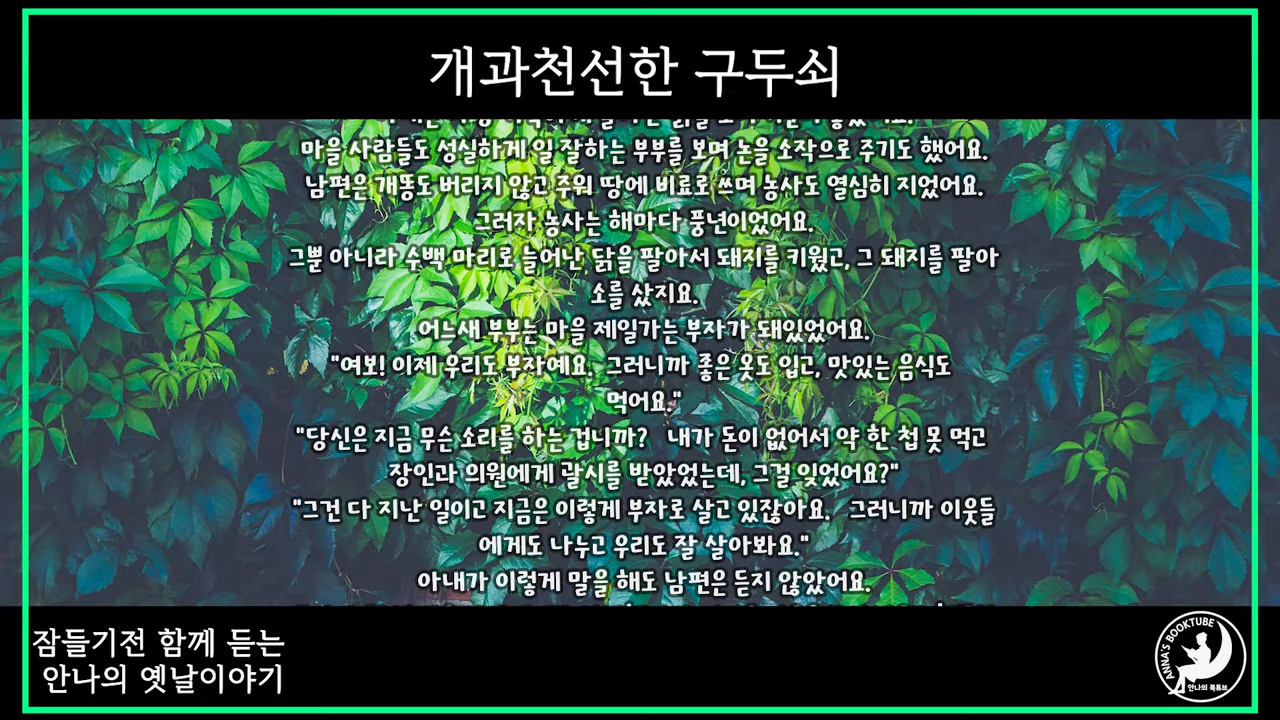 개과천선한 구두쇠
마을 사람들도 성실하게 일 잘하는 부부를 보며 논을 소작으로 주기도 했어요.
남편은 개똥도 버리지 않고 주워 땅에 비료로 쓰며 농사도 열심히 지었어요.
그러자 농사는 해마다 풍년이었어요.
그뿐 아니라 수백 마리로 늘어난 닭을 팔아서 돼지를 키웠고, 그 돼지를 팔아
소를 샀지요.
어느새 부부는 마을 제일가는 부자가 돼있었어요.
"여보! 이제 우리도 부자예요. 그러니까 좋은 옷도 입고, 맛있는 음식도
먹어요."
"당신은 지금 무슨 소리를 하는 겁니까? 내가 돈이 없어서 약 한 첩 못 먹고
장인과 의원에게 괄시를 받았었는데, 그걸 잊었어요?"
"그건 다 지난 일이고 지금은 이렇게 부자로 살고 있잖아요. 그러니까 이웃들
에게도 나누고 우리도 잘 살아봐요."
아내가 이렇게 말을 해도 남편은 듣지 않았어요.
잠들기전 함께 듣는
안나의 옛날이야기
ANNA'S BOOKTUBE
안나의 북튜브